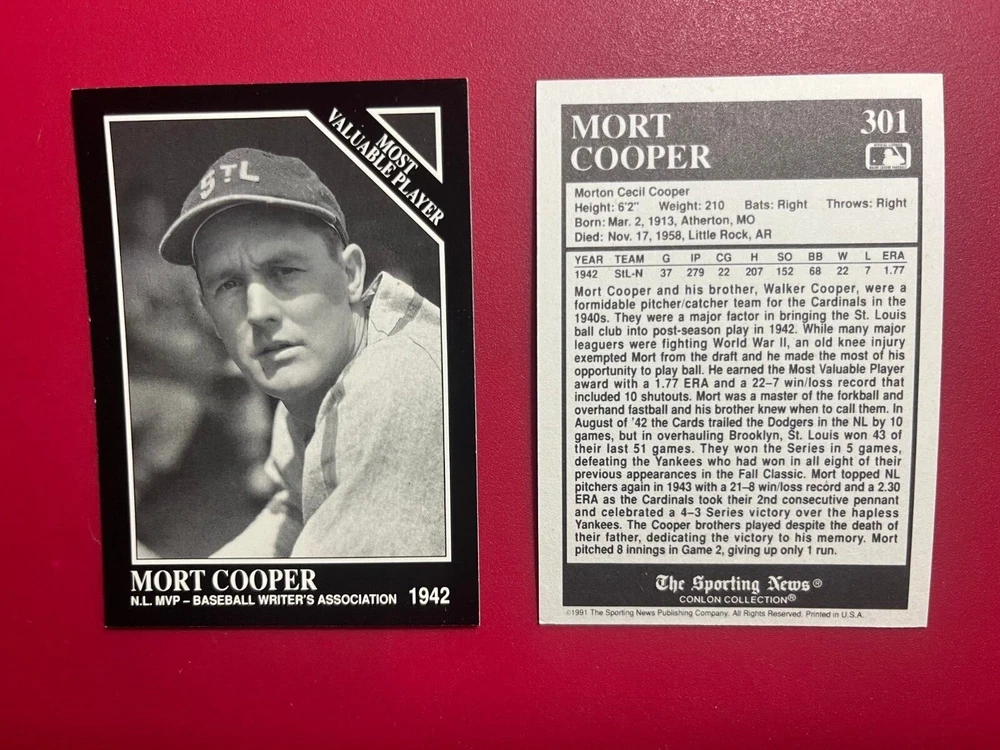 STL
MOST
VALUABLE PLAYER
MORT COOPER
N.L. MVP – BASEBALL WRITER'S ASSOCIATION 1942
MORT 301
COOPER
Morton Cecil Cooper
Height: 6'2" Weight: 210 Bats: Right Throws: Right
Born: Mar. 2, 1913, Atherton, MO
Died: Nov. 17, 1958, Little Rock, AR
YEAR TEAM G IP CG H SO BB W L ERA
1942 StL-N 37 279 22 207 152 68 22 7 1.77
Mort Cooper and his brother, Walker Cooper, were a
formidable pitcher/catcher team for the Cardinals in the
1940s. They were a major factor in bringing the St. Louis
ball club into post-season play in 1942. While many major
leaguers were fighting World War II, an old knee injury
exempted Mort from the draft and he made the most of his
opportunity to play ball. He earned the Most Valuable Player
award with a 1.77 ERA and a 22–7 win/loss record that
included 10 shutouts. Mort was a master of the forkball and
overhand fastball and his brother knew when to call them. In
August of '42 the Cards trailed the Dodgers in the NL by 10
games, but in overhauling Brooklyn, St. Louis won 43 of
their last 51 games. They won the Series in 5 games,
defeating the Yankees who had won in all eight of their
previous appearances in the Fall Classic. Mort topped NL
pitchers again in 1943 with a 21–8 win/loss record and a 2.30
ERA as the Cardinals took their 2nd consecutive pennant
and celebrated a 4–3 Series victory over the hapless
Yankees. The Cooper brothers played despite the death of
their father, dedicating the victory to his memory. Mort
pitched 8 innings in Game 2, giving up only 1 run.
The Sporting News®
CONLON COLLECTION®
©1991 The Sporting News Publishing Company. All Rights Reserved. Printed in U.S.A.